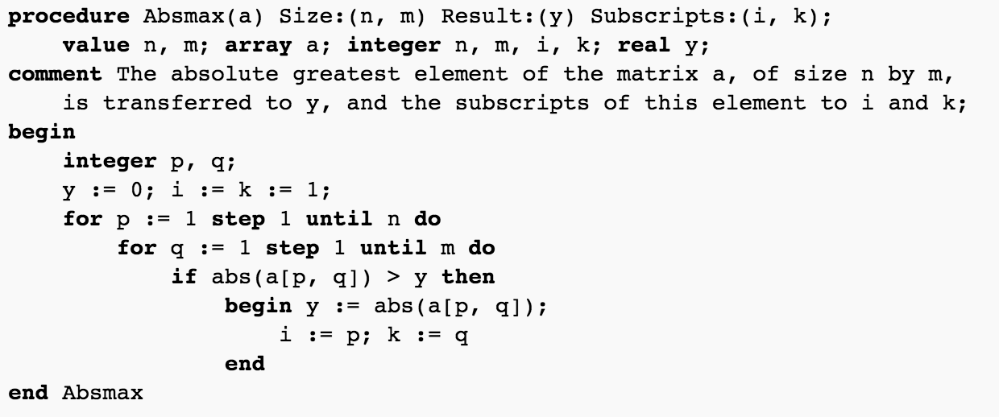 procedure Absmax(a) Size:(n, m) Result:(y) Subscripts:(i, k);
    value n, m; array a; integer n, m, i, k; real y;
comment The absolute greatest element of the matrix a, of size n by m,
    is transferred to y, and the subscripts of this element to i and k;
begin
    integer p, q;
    y := 0; i := k := 1;
    for p := 1 step 1 until n do
        for q := 1 step 1 until m do
            if abs(a[p, q]) > y then
                begin y := abs(a[p, q]);
                    i := p; k := q
                end
end Absmax